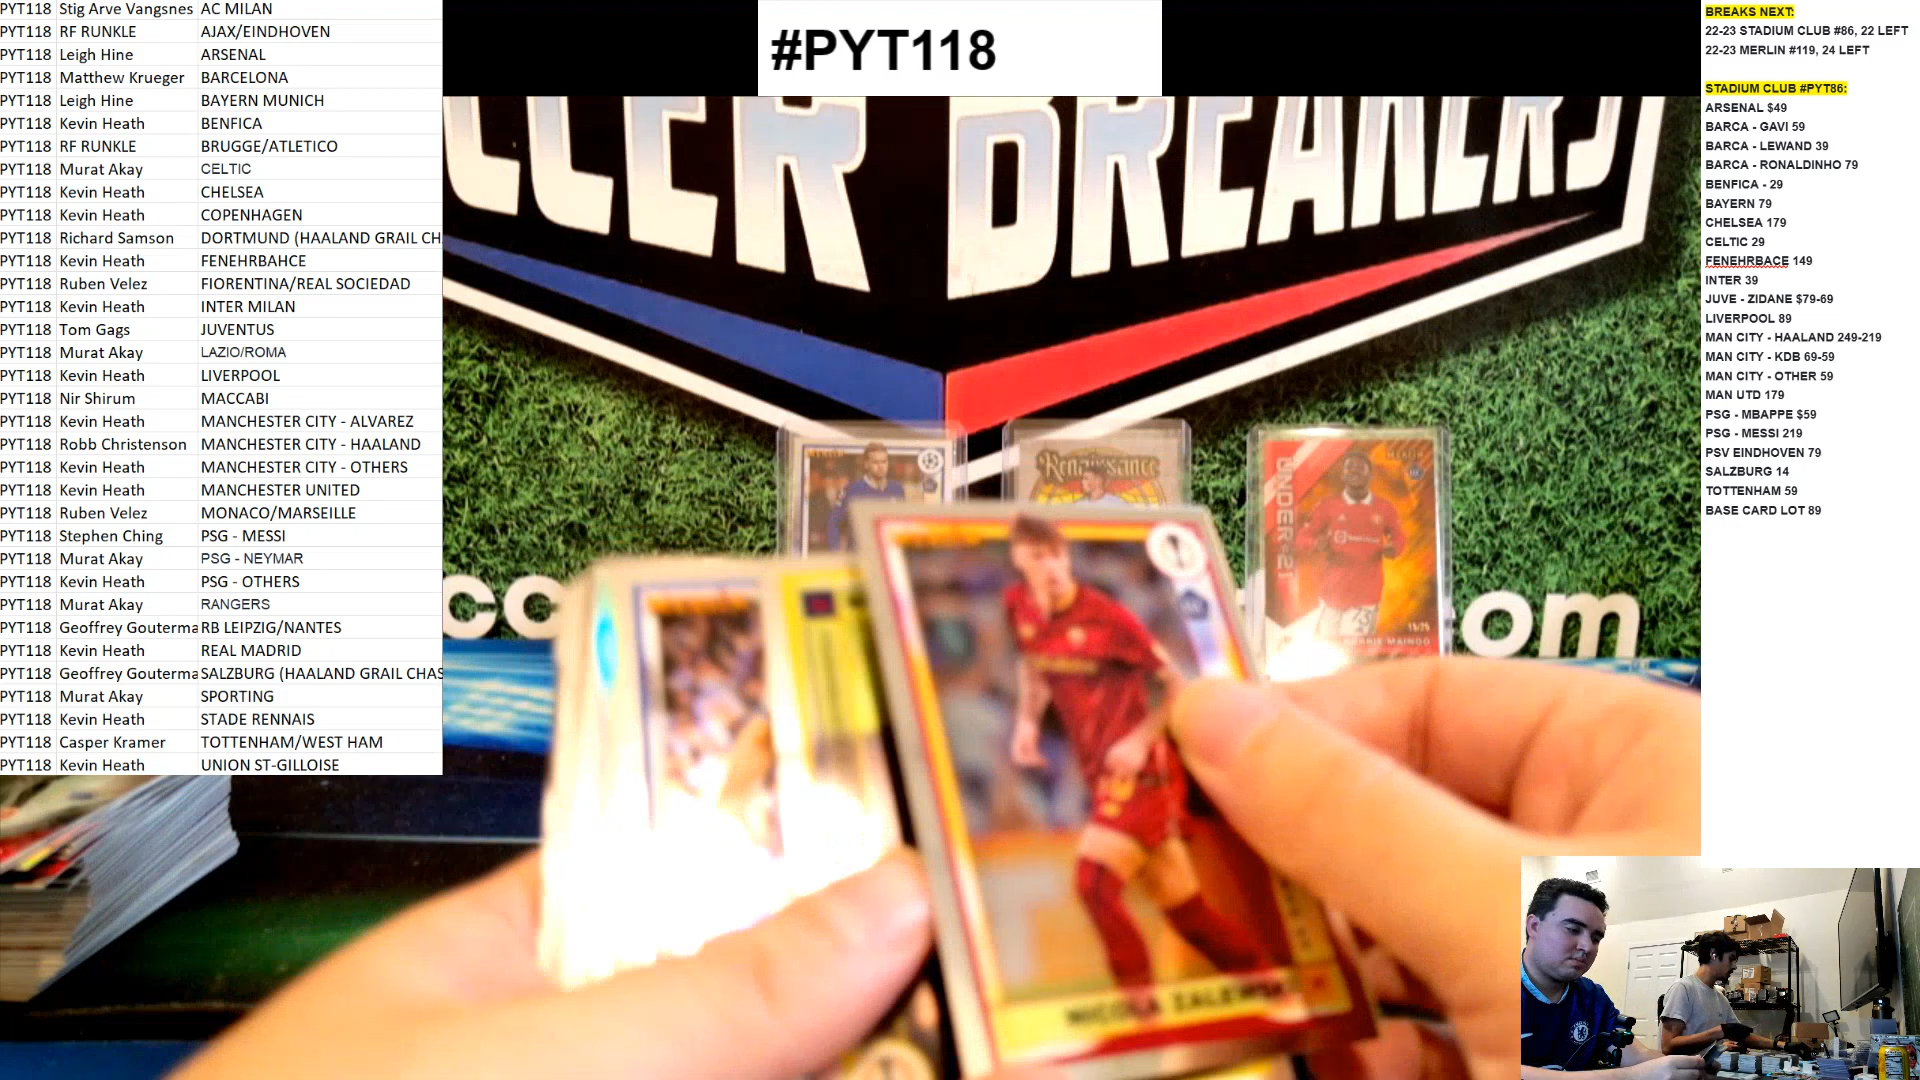 PYT118 Stig Arve Vangsnes AC MILAN
PYT118 RF RUNKLE AJAX/EINDHOVEN
PYT118 Leigh Hine ARSENAL
PYT118 Matthew Krueger BARCELONA
PYT118 Leigh Hine BAYERN MUNICH
PYT118 Kevin Heath BENFICA
PYT118 RF RUNKLE BRUGGE/ATLETICO
PYT118 Murat Akay CELTIC
PYT118 Kevin Heath CHELSEA
PYT118 Kevin Heath COPENHAGEN
PYT118 Richard Samson DORTMUND (HAALAND GRAIL CH
PYT118 Kevin Heath FENEHRBAHCE
PYT118 Ruben Velez FIORENTINA/REAL SOCIEDAD
PYT118 Kevin Heath INTER MILAN
PYT118 Tom Gags JUVENTUS
PYT118 Murat Akay LAZIO/ROMA
PYT118 Kevin Heath LIVERPOOL
PYT118 Nir Shirum MACCABI
PYT118 Kevin Heath MANCHESTER CITY - ALVAREZ
PYT118 Robb Christenson MANCHESTER CITY - HAALAND
PYT118 Kevin Heath MANCHESTER CITY - OTHERS
PYT118 Kevin Heath MANCHESTER UNITED
PYT118 Ruben Velez MONACO/MARSEILLE
PYT118 Stephen Ching PSG - MESSI
PYT118 Murat Akay PSG - NEYMAR
PYT118 Kevin Heath PSG - OTHERS
PYT118 Murat Akay RANGERS
PYT118 Geoffrey Gouterma RB LEIPZIG/NANTES
PYT118 Kevin Heath REAL MADRID
PYT118 Geoffrey Gouterma SALZBURG (HAALAND GRAIL CHAS
PYT118 Murat Akay SPORTING
PYT118 Kevin Heath STADE RENNAIS
PYT118 Casper Kramer TOTTENHAM/WEST HAM
PYT118 Kevin Heath UNION ST-GILLOISE
#PYT118
CCER BREAKERS
Renaissance
UNDER-21
co
om
15/25
MAINOO
NICOLA ZALEWSKI
BREAKS NEXT:
22-23 STADIUM CLUB #86, 22 LEFT
22-23 MERLIN #119, 24 LEFT
STADIUM CLUB #PYT86:
ARSENAL $49
BARCA - GAVI 59
BARCA - LEWAND 39
BARCA - RONALDINHO 79
BENFICA - 29
BAYERN 79
CHELSEA 179
CELTIC 29
FENEHRBACE 149
INTER 39
JUVE - ZIDANE $79-69
LIVERPOOL 89
MAN CITY - HAALAND 249-219
MAN CITY - KDB 69-59
MAN CITY - OTHER 59
MAN UTD 179
PSG - MBAPPE $59
PSG - MESSI 219
PSV EINDHOVEN 79
SALZBURG 14
TOTTENHAM 59
BASE CARD LOT 89